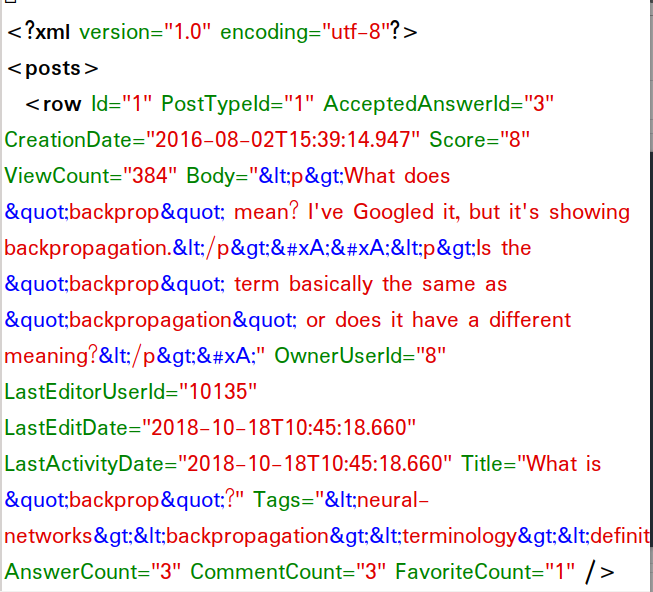 <?xml version="1.0" encoding="utf-8"?>
<posts>
<row Id="1" PostTypeId="1" AcceptedAnswerId="3"
CreationDate="2016-08-02T15:39:14.947" Score="8"
ViewCount="384" Body="&lt;p&gt;What does
&quot;backprop&quot; mean? I've Googled it, but it's showing
backpropagation.&lt;/p&gt;&#xA;&#xA;&lt;p&gt;Is the
&quot;backprop&quot; term basically the same as
&quot;backpropagation&quot; or does it have a different
meaning?&lt;/p&gt;&#xA;" OwnerUserId="8"
LastEditorUserId="10135"
LastEditDate="2018-10-18T10:45:18.660"
LastActivityDate="2018-10-18T10:45:18.660" Title="What is
&quot;backprop&quot;?" Tags="&lt;neural-
networks&gt;&lt;backpropagation&gt;&lt;terminology&gt;&lt;definit
AnswerCount="3" CommentCount="3" FavoriteCount="1" />